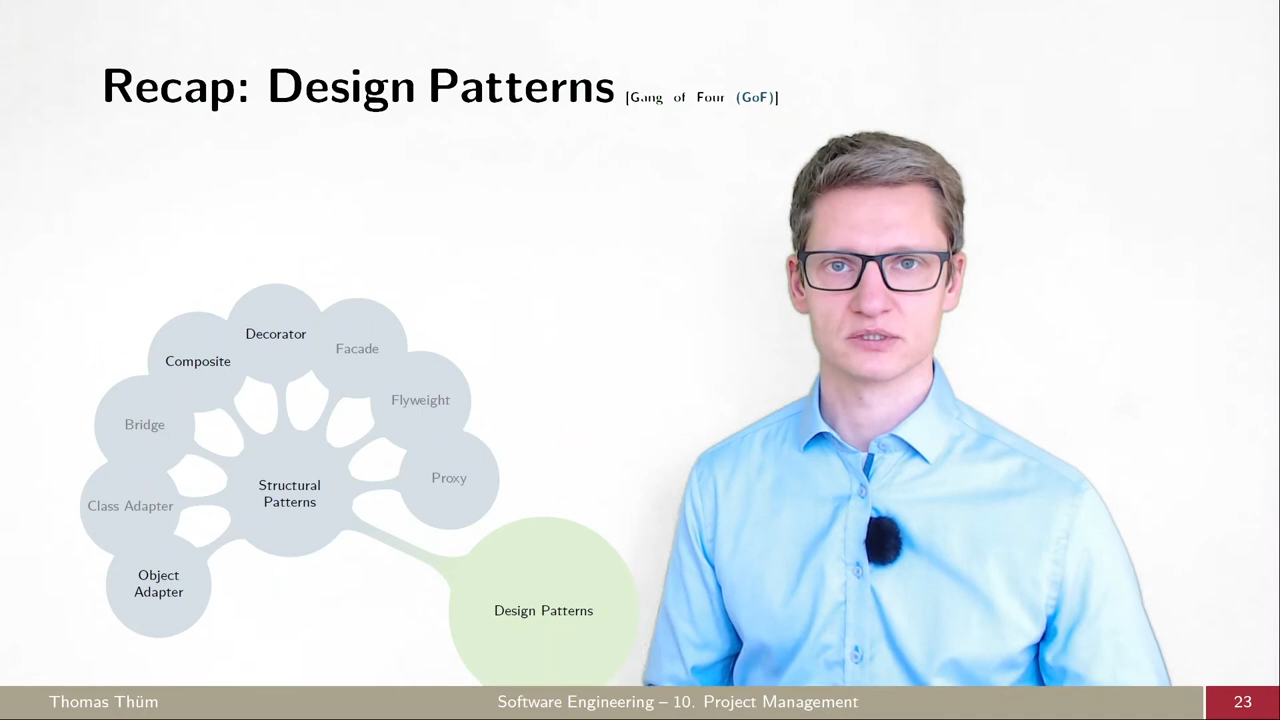 Recap: Design Patterns [Gang of Four (GoF)]
Decorator
Facade
Composite
Flyweight
Bridge
Proxy
Structural
Patterns
Class Adapter
Object
Adapter
Design Patterns
Thomas Thüm
Software Engineering – 10. Project Management
23